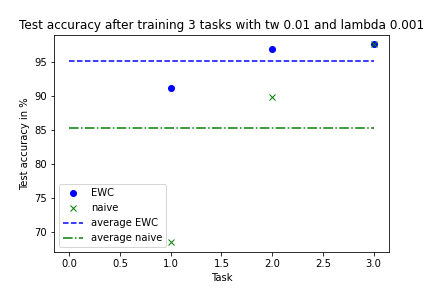 Test accuracy after training 3 tasks with tw 0.01 and lambda 0.001
Test accuracy in %
95
90
85
80
75
70
EWC
naive
average EWC
average naive
0.0 0.5 1.0 1.5 2.0 2.5 3.0
Task